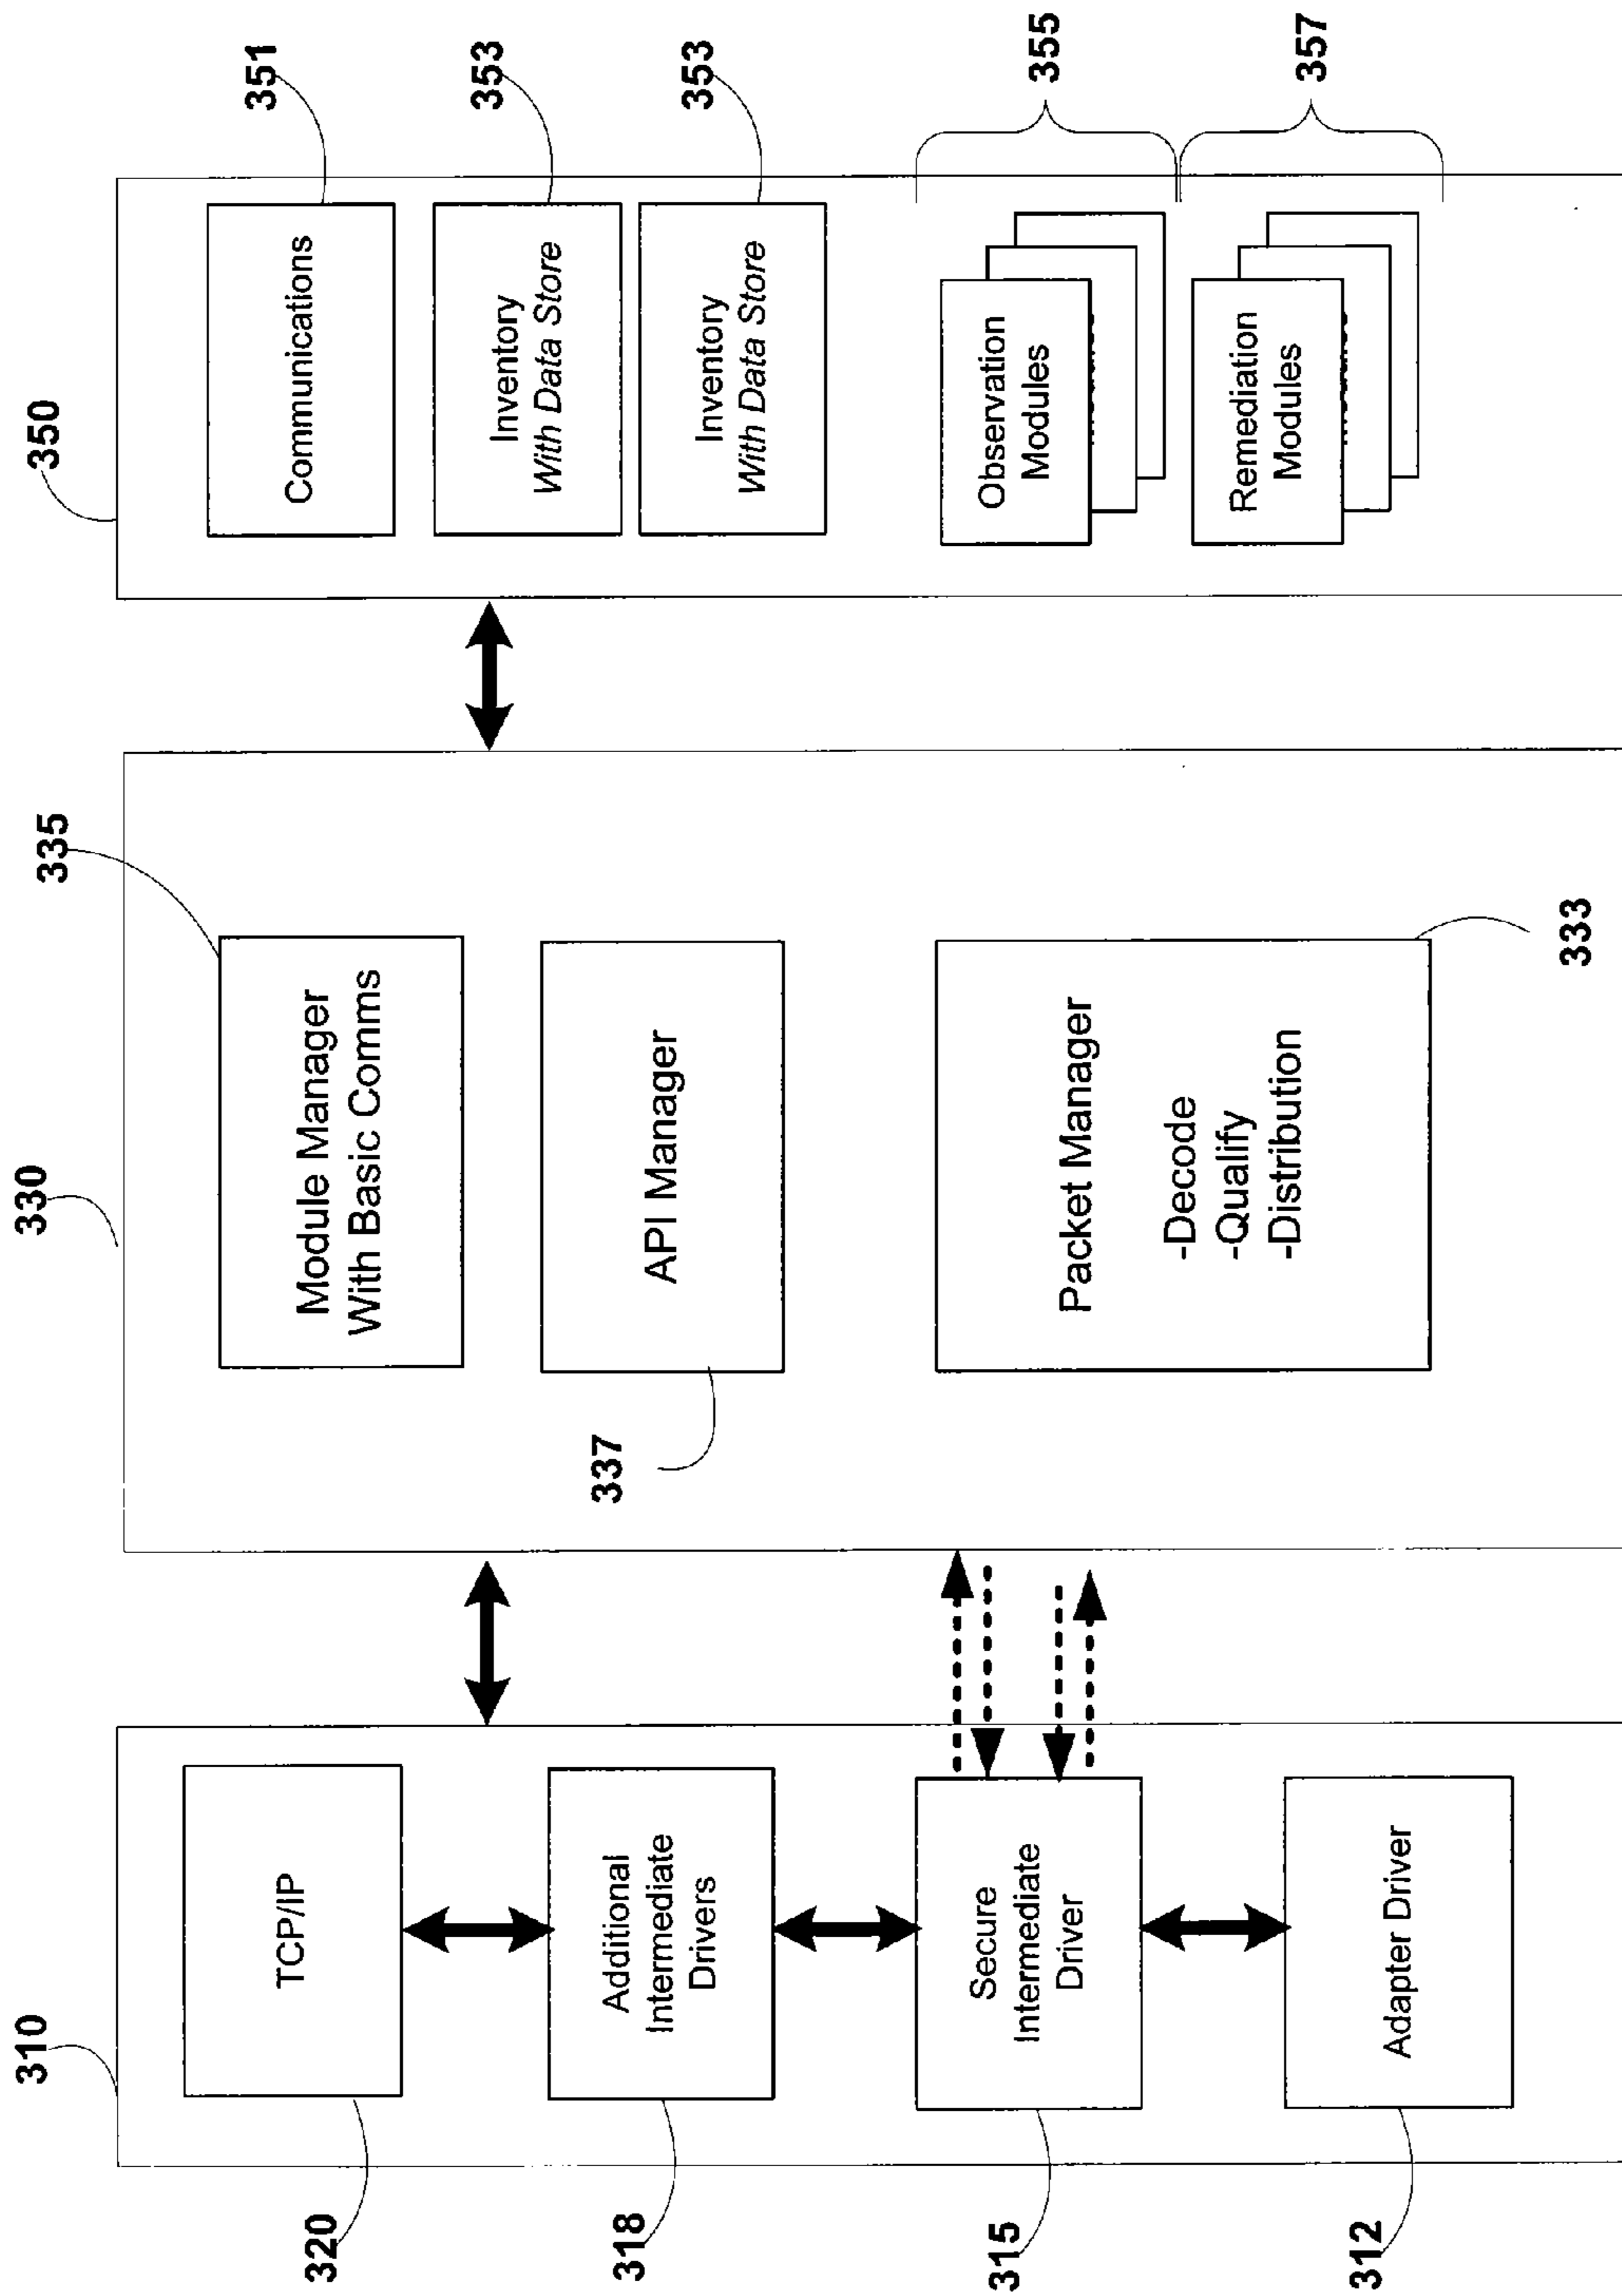 310
TCP/IP
320
Additional
Intermediate
Drivers
318
Secure
Intermediate
Driver
315
Adapter Driver
312
330
335
Module Manager
With Basic Comms
API Manager
337
Packet Manager
-Decode
-Qualify
-Distribution
333
350
Communications
351
Inventory
With Data Store
353
Inventory
With Data Store
353
Observation
Modules
355
Remediation
Modules
357